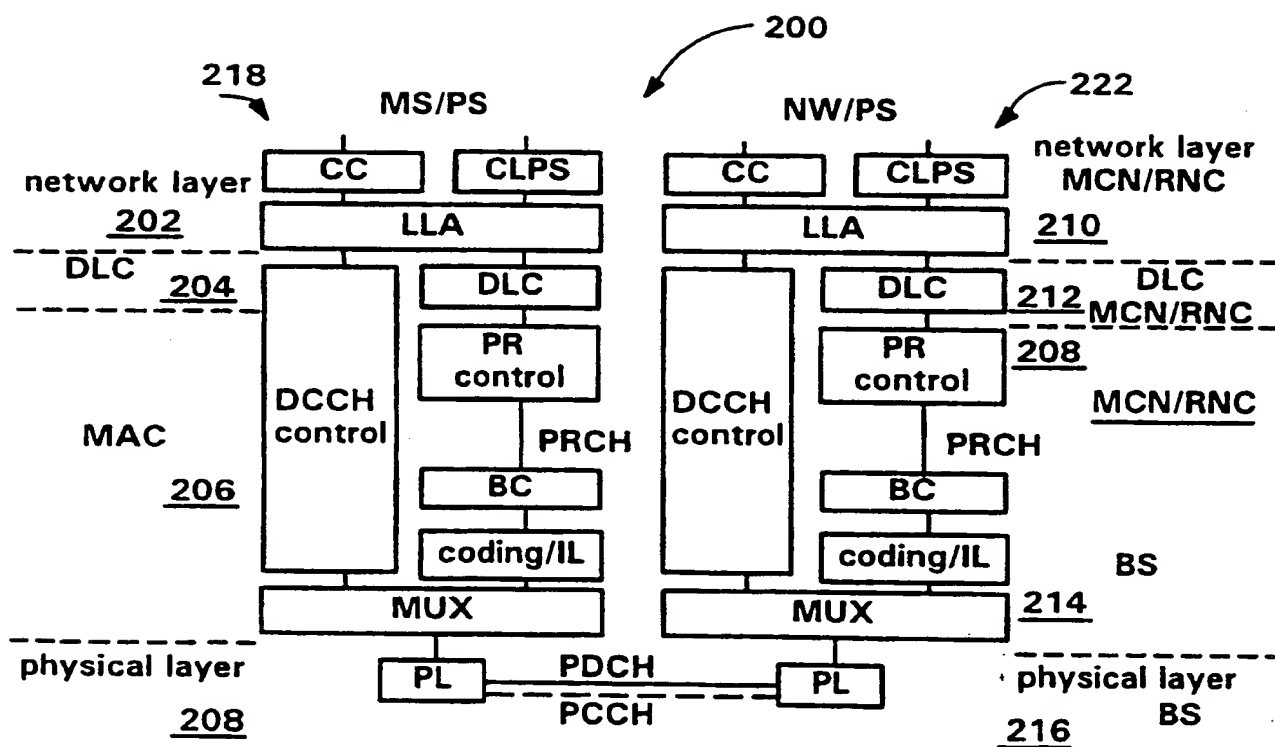 200
218
MS/PS
NW/PS
222
CC
CLPS
CC
CLPS
network layer
MCN/RNC
network layer
202
LLA
LLA
210
DLC
204
DLC
DLC
212
DLC
MCN/RNC
PR
control
PR
control
208
DCCH
control
DCCH
control
MCN/RNC
MAC
PRCH
PRCH
206
BC
BC
coding/IL
coding/IL
BS
MUX
MUX
214
physical layer
PL
PDCH
PCCH
PL
physical layer
BS
208
216